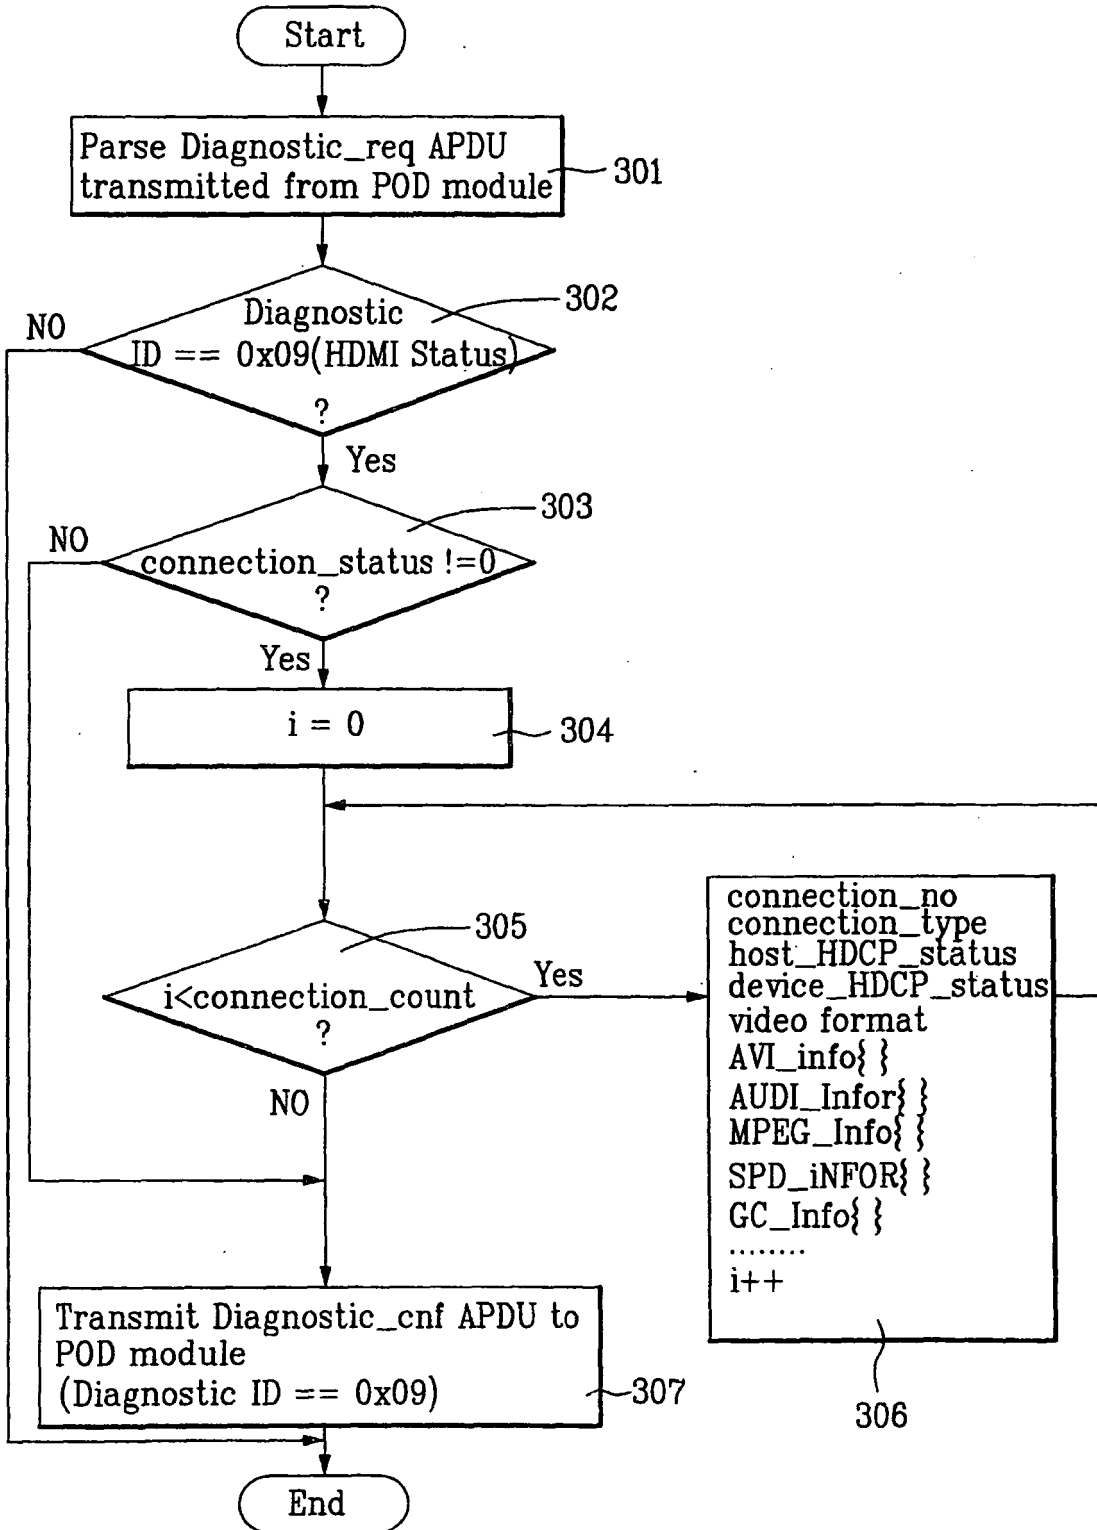 Start
Parse Diagnostic_req APDU
transmitted from POD module
301
302
Diagnostic
ID == 0x09(HDMI Status)
?
NO
Yes
303
connection_status !=0
?
NO
Yes
i = 0
304
305
i<connection_count
?
Yes
NO
connection_no
connection_type
host_HDCP_status
device_HDCP_status
video format
AVI_info{ }
AUDI_Infor{ }
MPEG_Info{ }
SPD_iNFOR{ }
GC_Info{ }
........
i++
306
Transmit Diagnostic_cnf APDU to
POD module
(Diagnostic ID == 0x09)
307
End